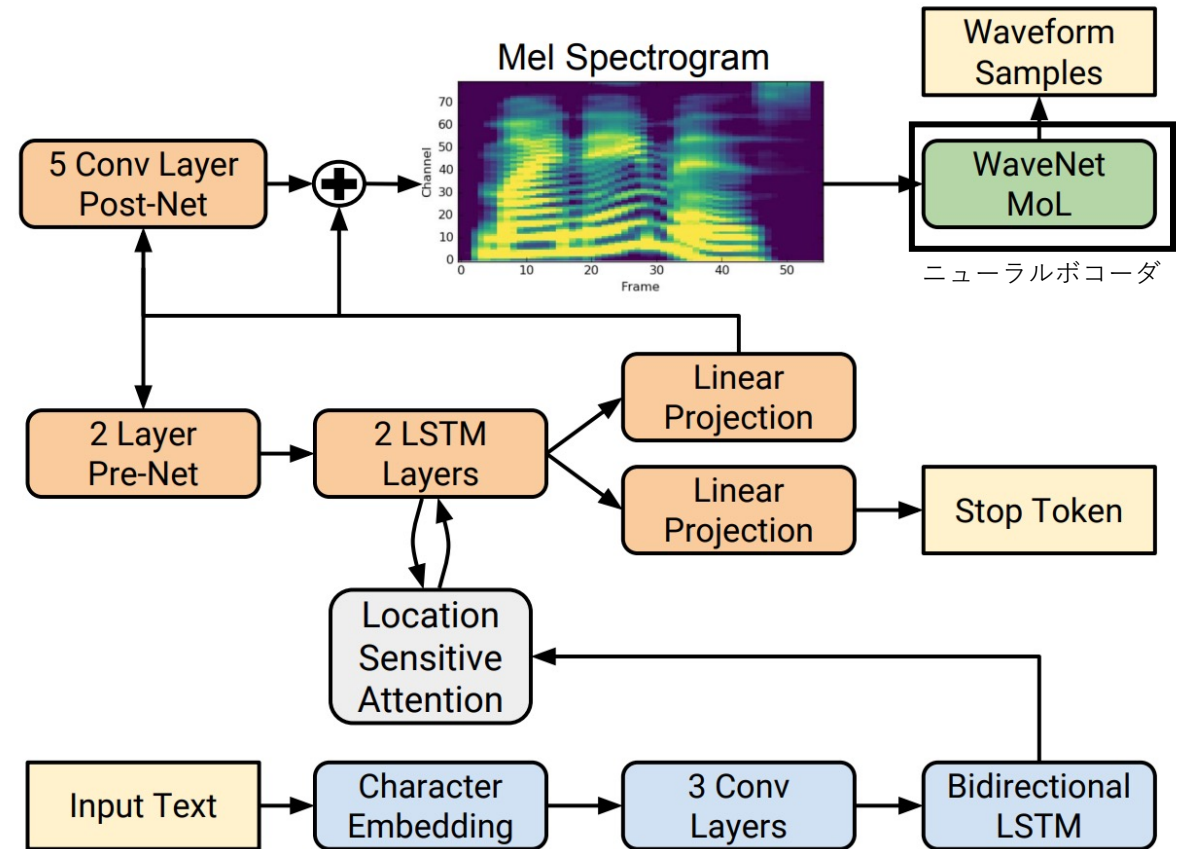 Waveform
Samples
Mel Spectrogram
70
60
50
40
30
20
10
0
Channel
0 10 20 30 40 50
Frame
5 Conv Layer
Post-Net
WaveNet
MoL
ニューラルボコーダ
Linear
Projection
2 Layer
Pre-Net
2 LSTM
Layers
Linear
Projection
Stop Token
Location
Sensitive
Attention
Input Text
Character
Embedding
3 Conv
Layers
Bidirectional
LSTM